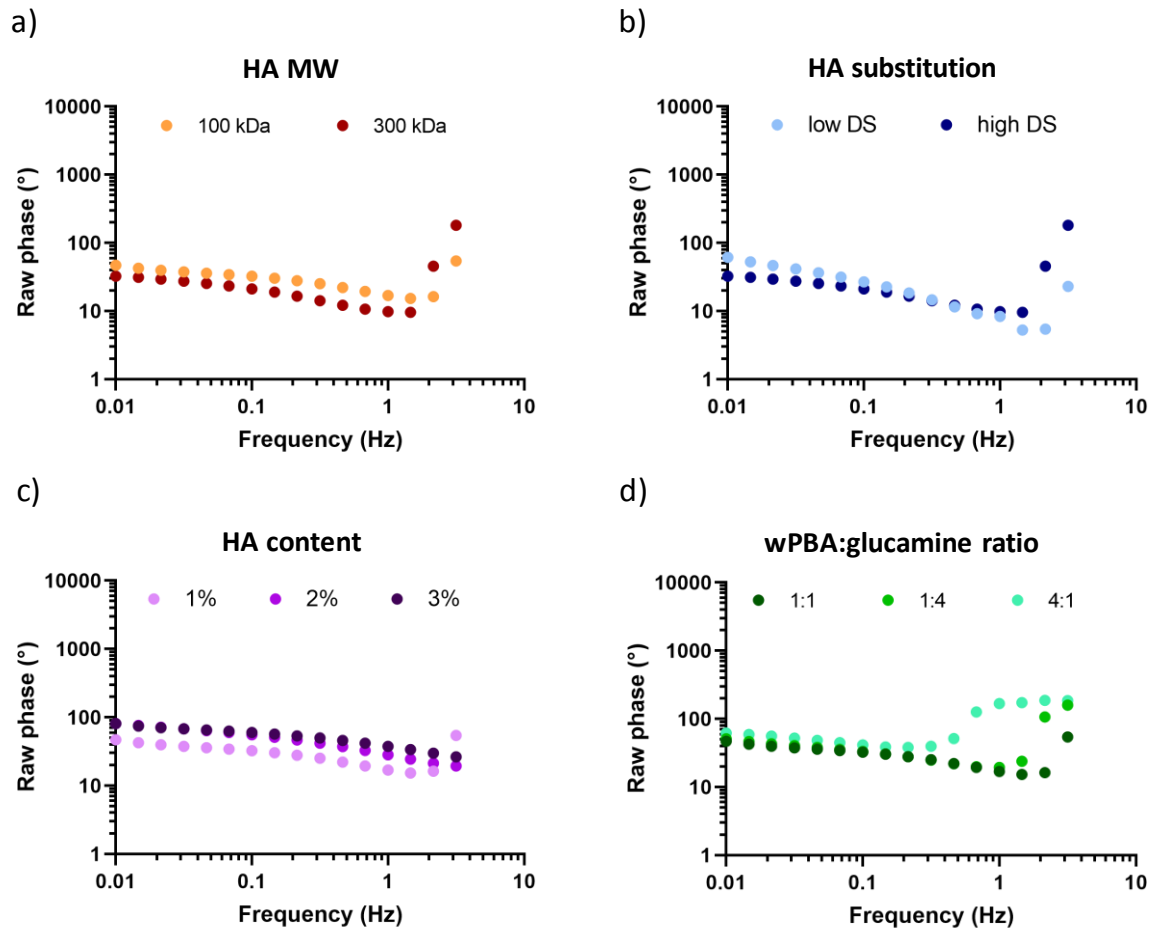 a)
HA MW
100 kDa 300 kDa
10000
1000
100
10
1
Raw phase (°)
0.01 0.1 1 10
Frequency (Hz)
b)
HA substitution
low DS high DS
10000
1000
100
10
1
Raw phase (°)
0.01 0.1 1 10
Frequency (Hz)
c)
HA content
1% 2% 3%
10000
1000
100
10
1
Raw phase (°)
0.01 0.1 1 10
Frequency (Hz)
d)
wPBA:glucamine ratio
1:1 1:4 4:1
10000
1000
100
10
1
Raw phase (°)
0.01 0.1 1 10
Frequency (Hz)